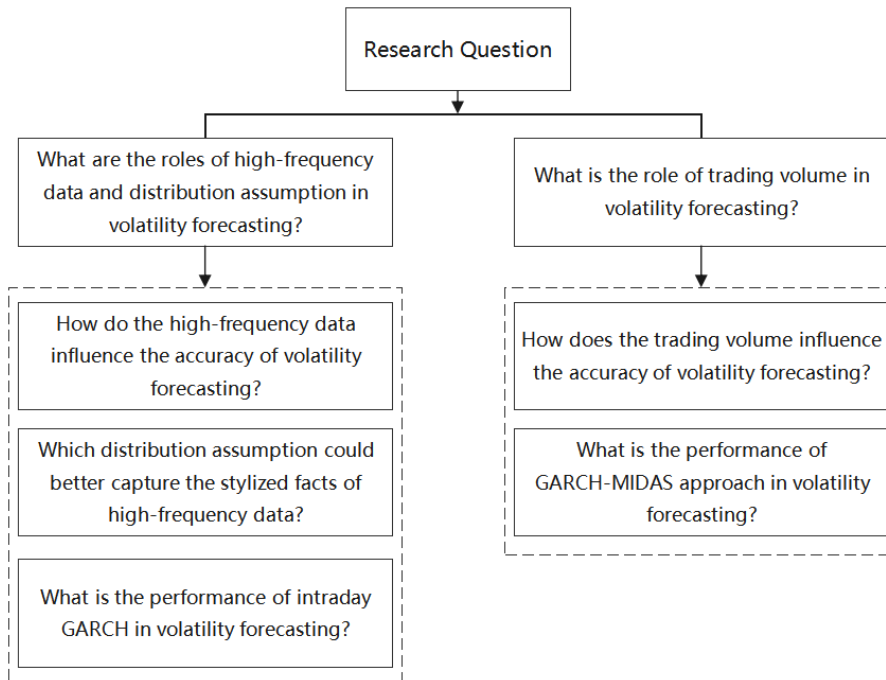 Research Question
What are the roles of high-frequency
data and distribution assumption in
volatility forecasting?
What is the role of trading volume in
volatility forecasting?
How do the high-frequency data
influence the accuracy of volatility
forecasting?
Which distribution assumption could
better capture the stylized facts of
high-frequency data?
What is the performance of intraday
GARCH in volatility forecasting?
How does the trading volume influence
the accuracy of volatility forecasting?
What is the performance of
GARCH-MIDAS approach in volatility
forecasting?